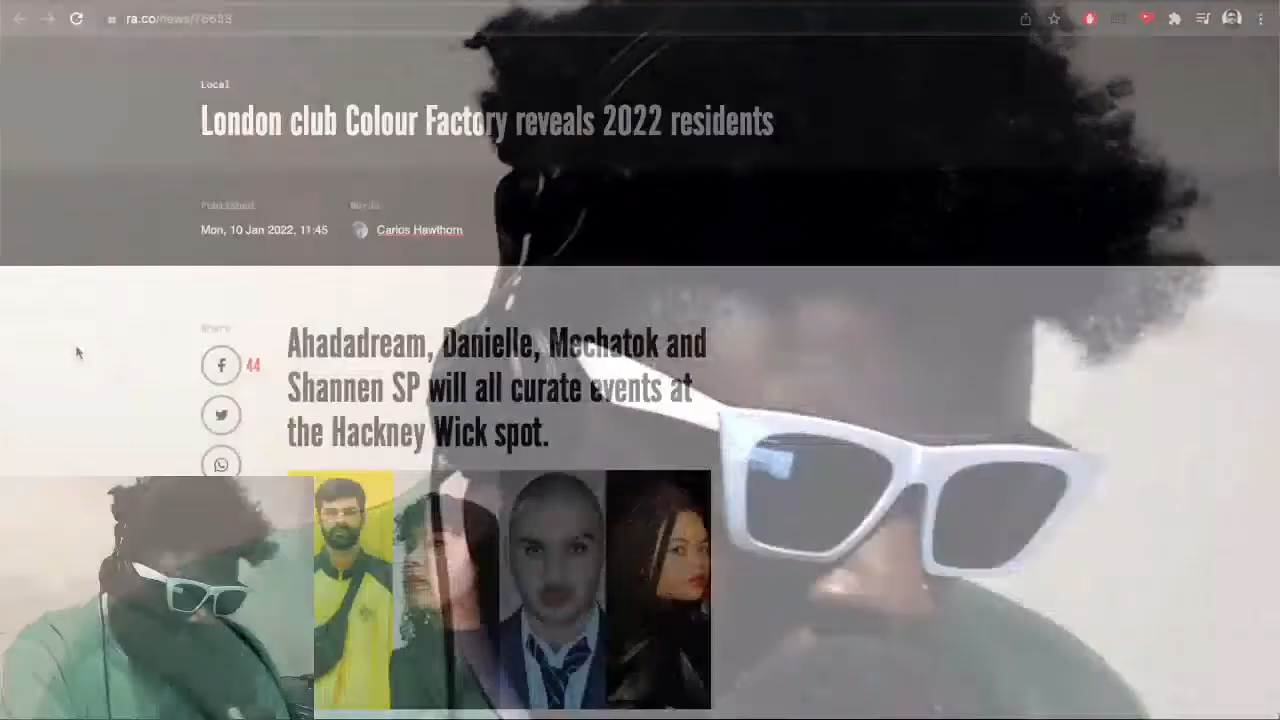 ra.co/news/76633
Local
London club Colour Factory reveals 2022 residents
Published
Words
Mon, 10 Jan 2022, 11:45
Carlos Hawthorn
Share
44
Ahadadream, Danielle, Mechatok and
Shannen SP will all curate events at
the Hackney Wick spot.